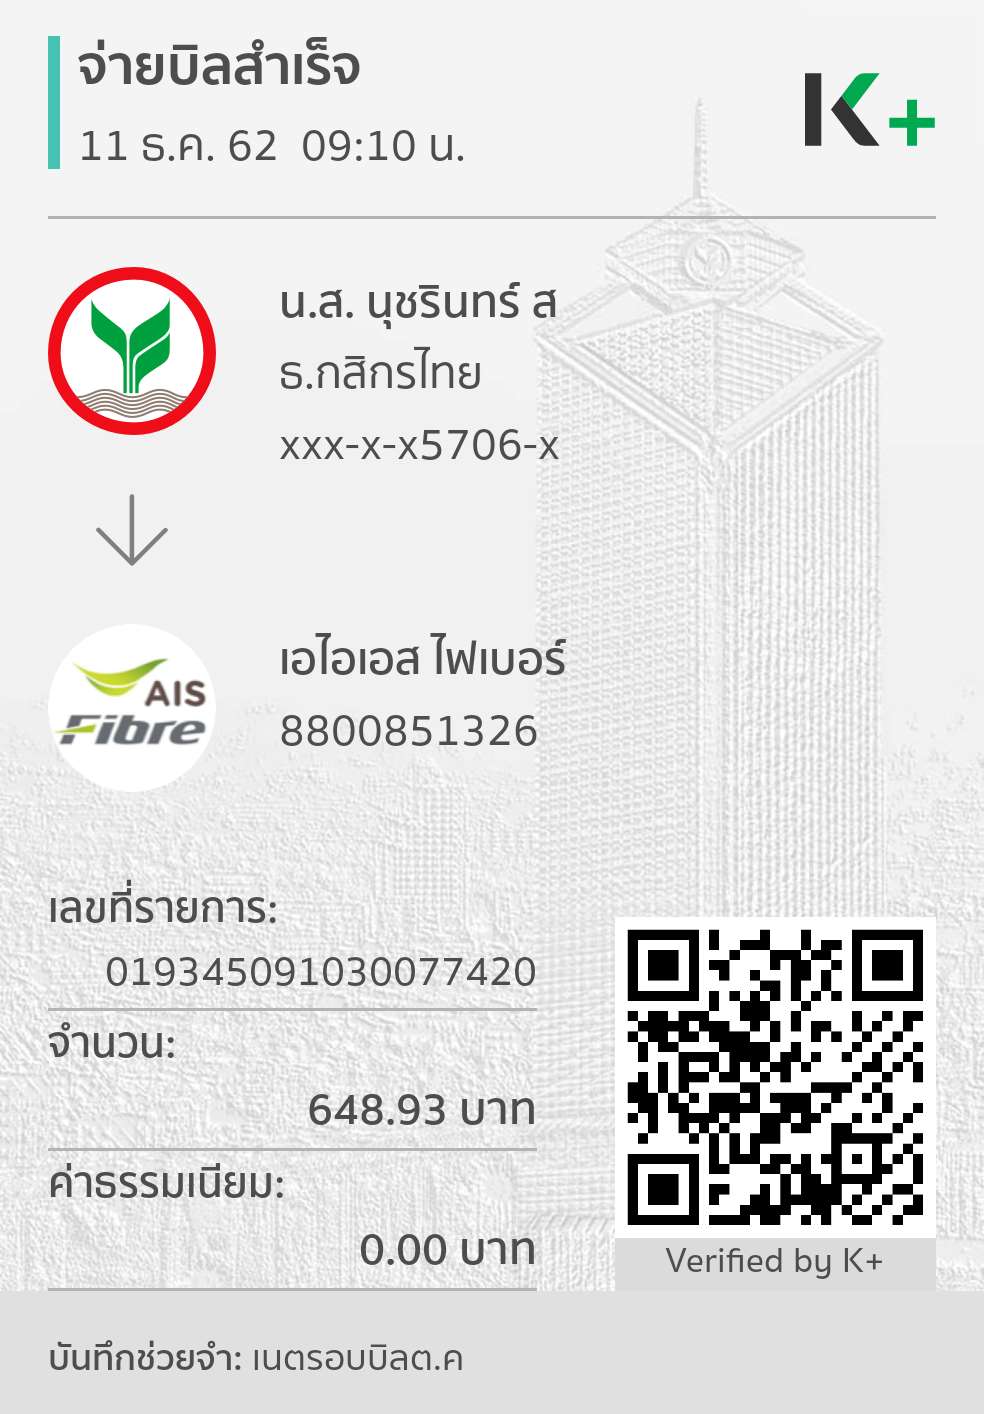 จ่ายบิลสำเร็จ
11 ธ.ค. 62 09:10 น.
K+
น.ส. นุชรินทร์ ส
ธ.กสิกรไทย
xxx-x-x5706-x
AIS
Fibre
เอไอเอส ไฟเบอร์
8800851326
เลขที่รายการ:
019345091030077420
จำนวน:
648.93 บาท
ค่าธรรมเนียม:
0.00 บาท
Verified by K+
บันทึกช่วยจำ: เนตรอบบิลต.ค